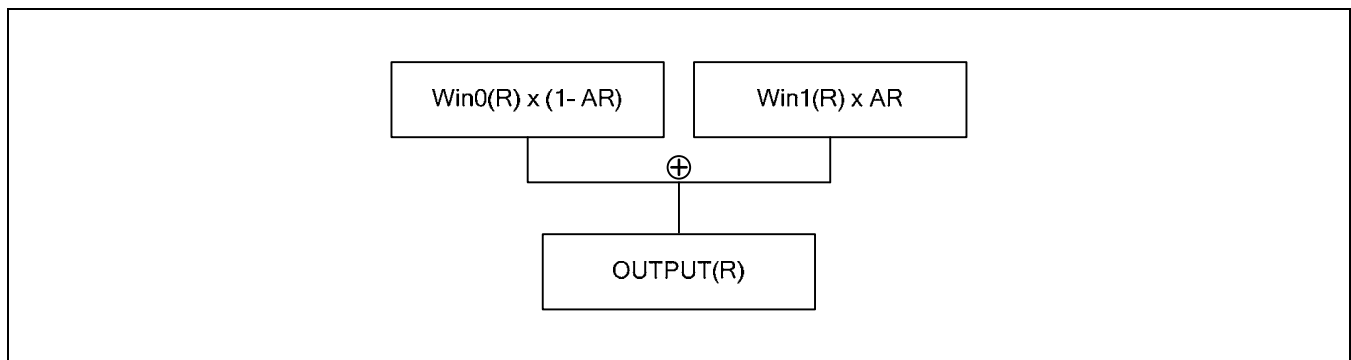 Win0(R) x (1- AR)
Win1(R) x AR
OUTPUT(R)